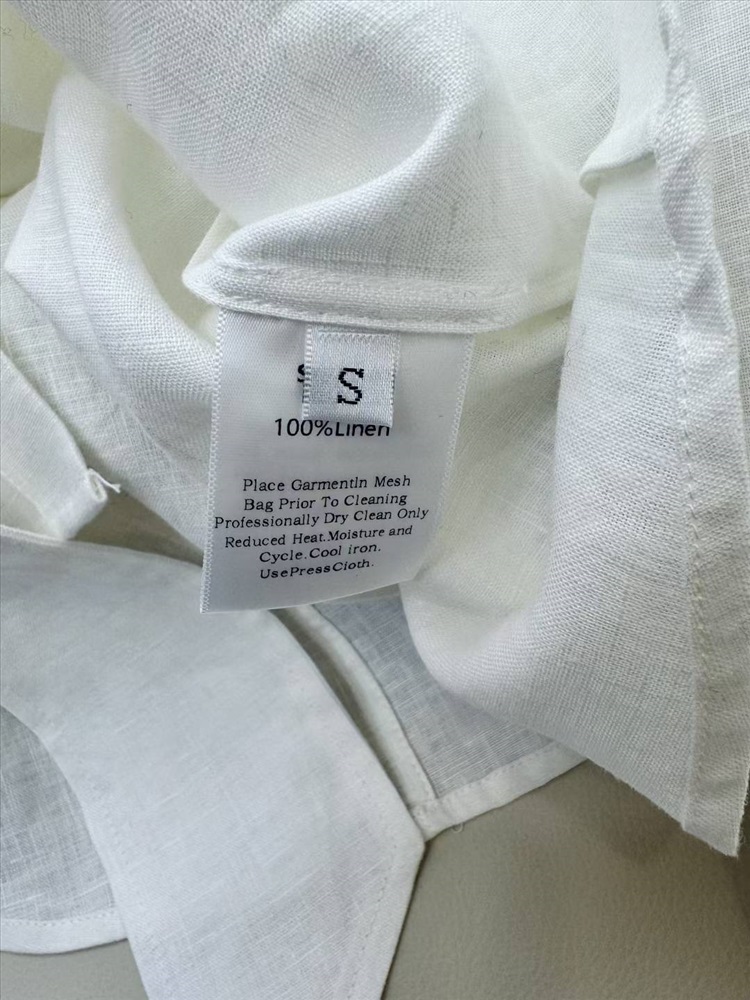 S
100%Linen
Place GarmentIn Mesh
Bag Prior To Cleaning
Professionally Dry Clean Only
Reduced Heat.Moisture and
Cycle.Cool iron.
UsePressCloth.